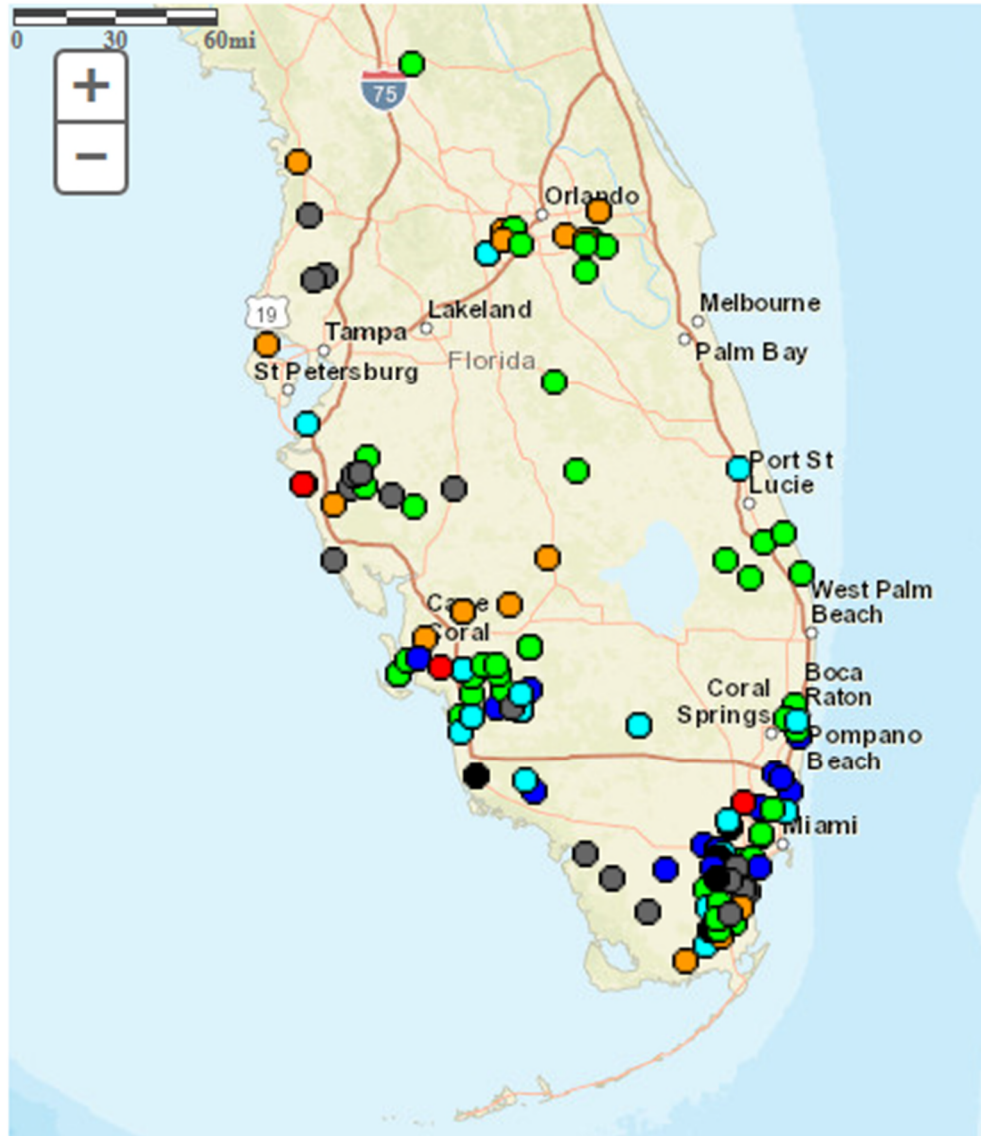 0 30 60mi
+
75
−
Orlando
Melbourne
19
Lakeland
Tampa
Palm Bay
Florida
St Petersburg
Port St
Lucie
West Palm
Beach
Cape
Coral
Boca
Raton
Coral
Springs
Pompano
Beach
Miami